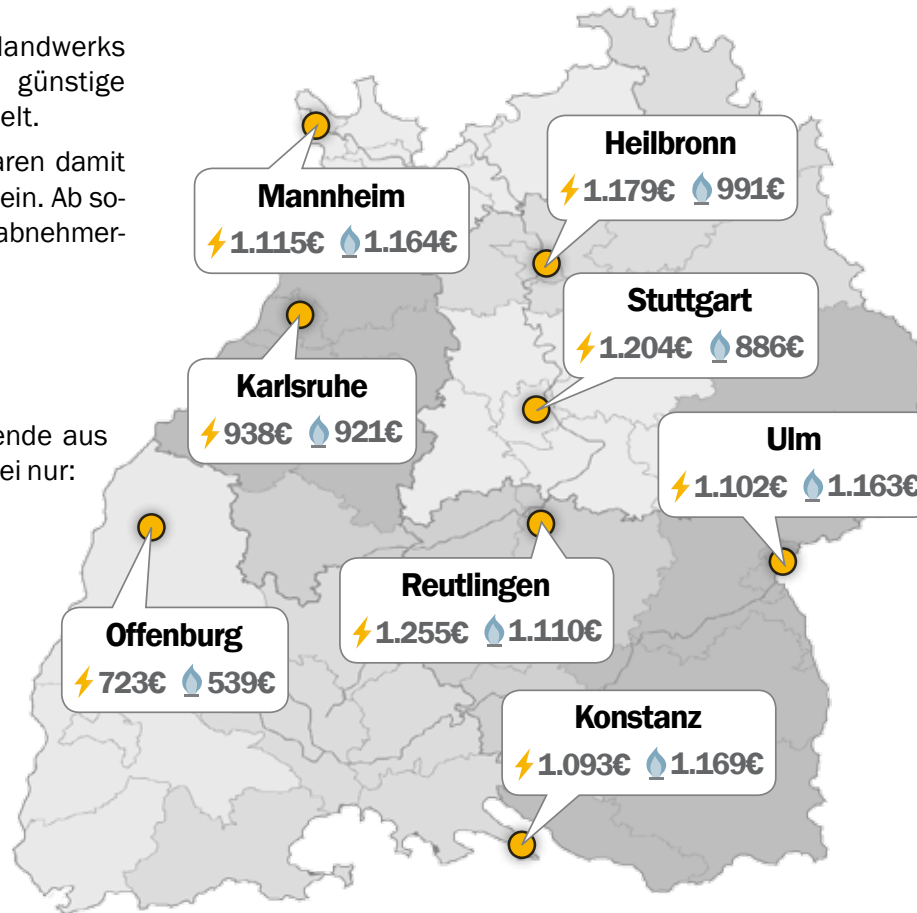 landwerks
günstige
elt.
aren damit
ein. Ab so-
abnehmer-
ende aus
ei nur:
Mannheim
1.115€ 1.164€
Heilbronn
1.179€ 991€
Karlsruhe
938€ 921€
Stuttgart
1.204€ 886€
Ulm
1.102€ 1.163€
Reutlingen
1.255€ 1.110€
Offenburg
723€ 539€
Konstanz
1.093€ 1.169€